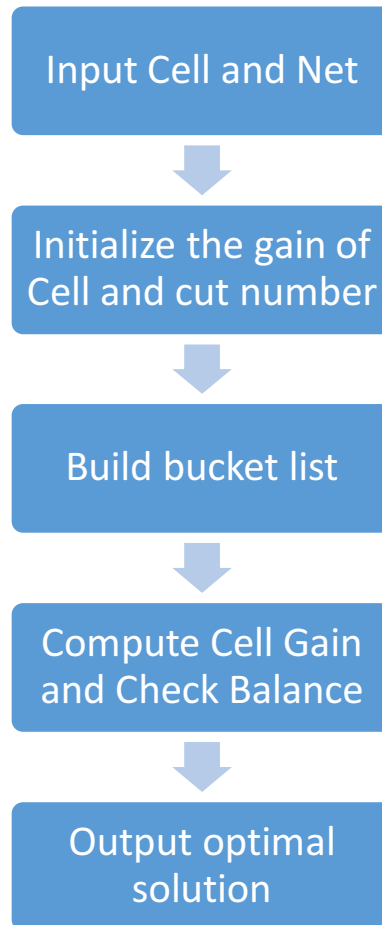 Input Cell and Net
Initialize the gain of
Cell and cut number
Build bucket list
Compute Cell Gain
and Check Balance
Output optimal
solution